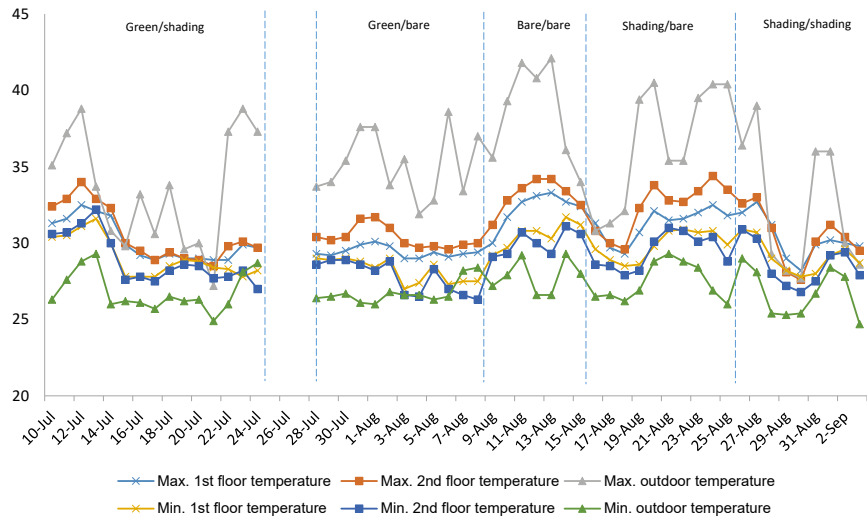 45
40
35
30
25
20
Green/shading
Green/bare
Bare/bare
Shading/bare
Shading/shading
10-Jul
12-Jul
14-Jul
16-Jul
18-Jul
20-Jul
22-Jul
24-Jul
26-Jul
28-Jul
30-Jul
1-Aug
3-Aug
5-Aug
7-Aug
9-Aug
11-Aug
13-Aug
15-Aug
17-Aug
19-Aug
21-Aug
23-Aug
25-Aug
27-Aug
29-Aug
31-Aug
2-Sep
Max. 1st floor temperature
Max. 2nd floor temperature
Max. outdoor temperature
Min. 1st floor temperature
Min. 2nd floor temperature
Min. outdoor temperature